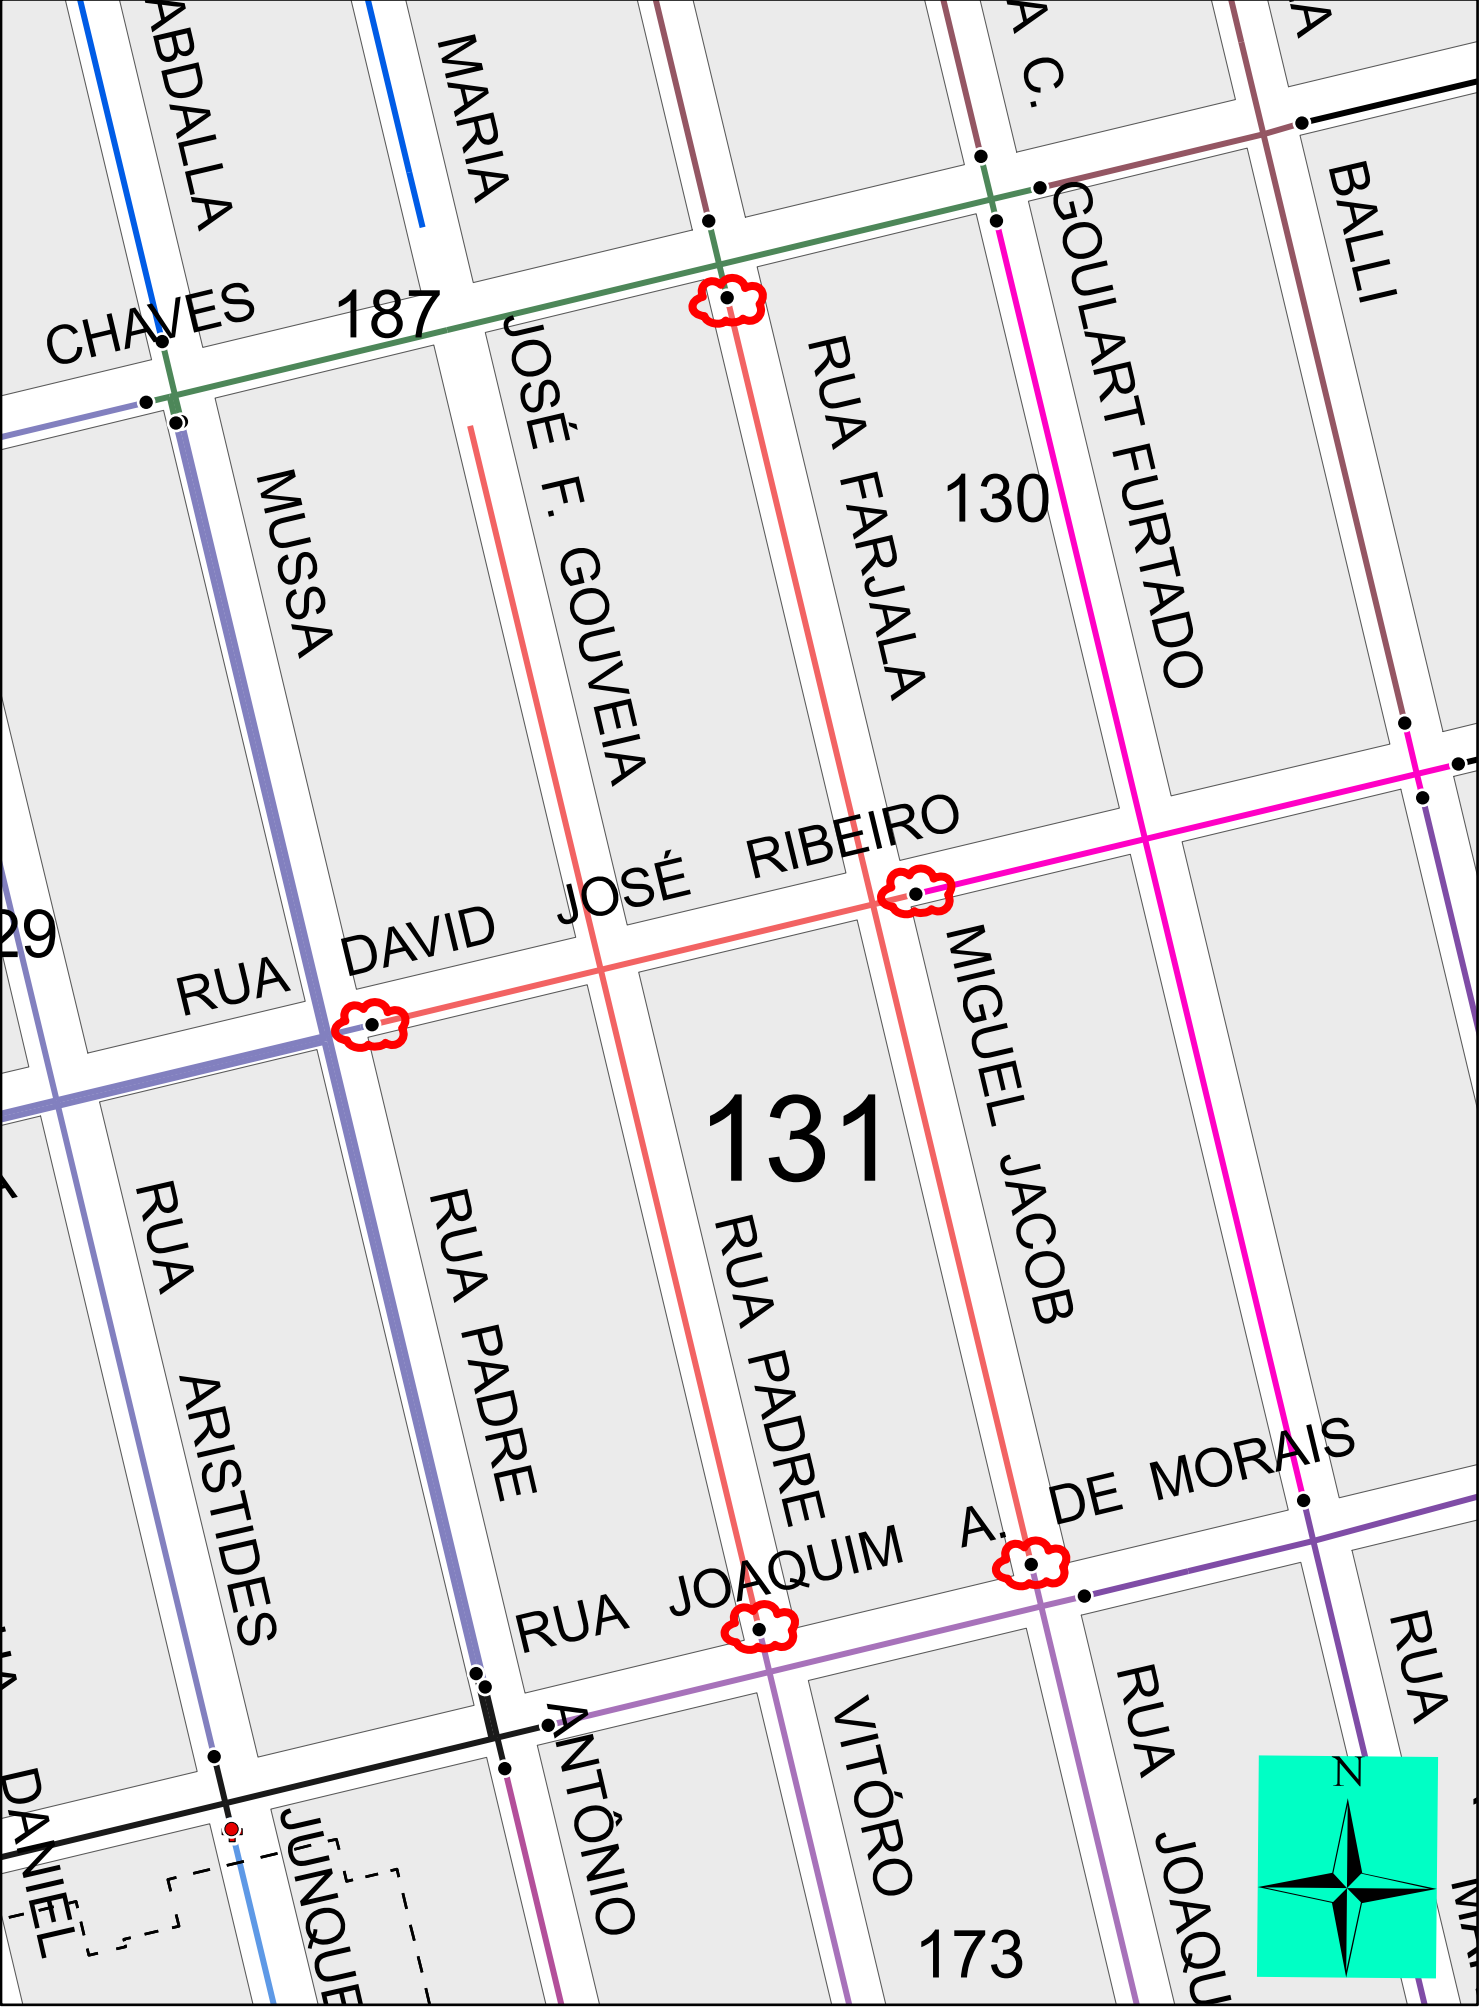 ABDALLA
MARIA
A C.
A
BALLI
CHAVES
187
JOSÉ F. GOUVEIA
RUA FARJALA
GOULART FURTADO
130
MUSSA
RUA DAVID JOSÉ RIBEIRO
29
MIGUEL JACOB
131
RUA ARISTIDES
RUA PADRE
RUA PADRE
RUA JOAQUIM A. DE MORAIS
ANTÔNIO
VITÓRO
RUA JOAQU
RUA
DANIEL
JUNQUE
173
N